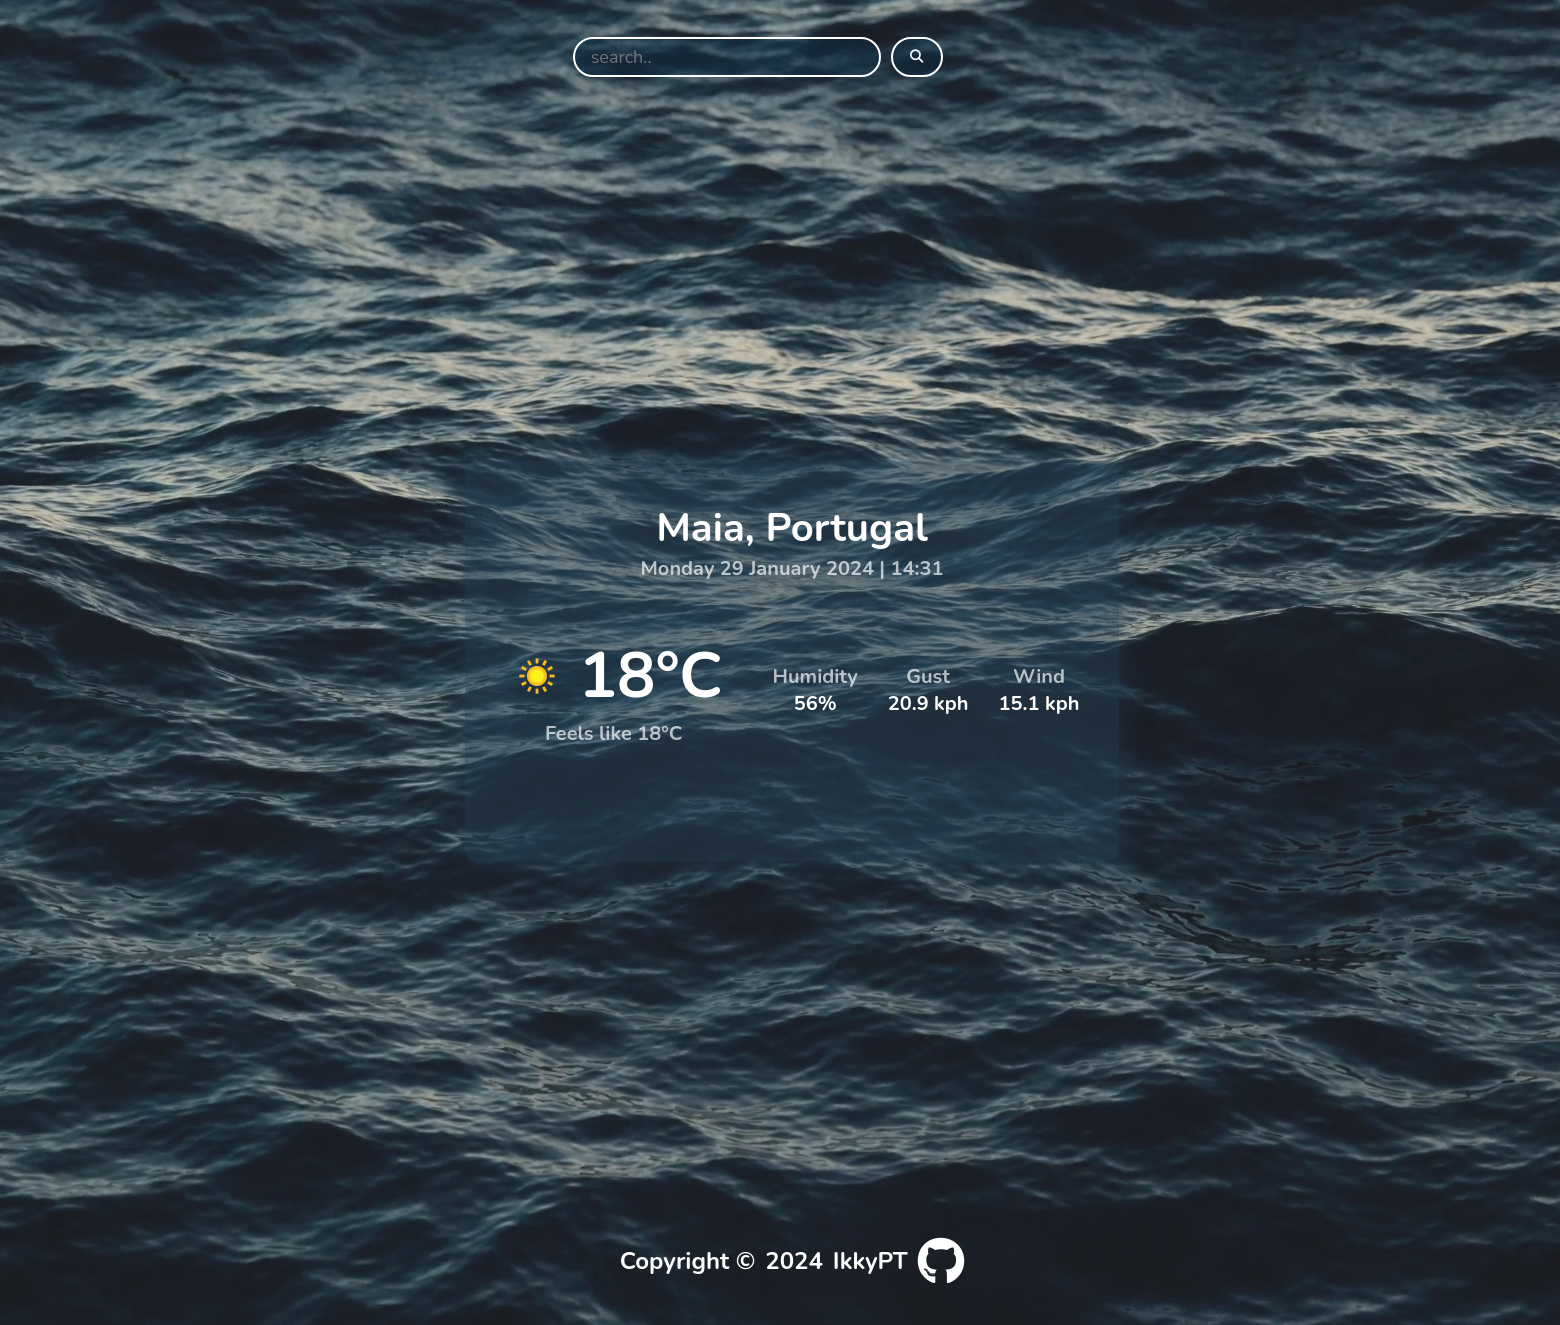 search..
Maia, Portugal
Monday 29 January 2024 | 14:31
18°C
Feels like 18°C
Humidity Gust Wind
56% 20.9 kph 15.1 kph
Copyright © 2024 IkkyPT